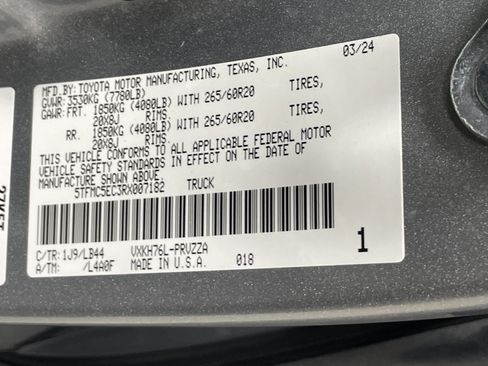 03/24
MFD.BY: TOYOTA MOTOR MANUFACTURING, TEXAS, INC.
GVWR: 3530KG (7780LB)
GAWR: FRT. 1850KG (4080LB) WITH 265/60R20 TIRES,
20X8J RIMS
RR. 1850KG (4080LB) WITH 265/60R20 TIRES,
20X8J RIMS
THIS VEHICLE CONFORMS TO ALL APPLICABLE FEDERAL MOTOR
VEHICLE SAFETY STANDARDS IN EFFECT ON THE DATE OF
MANUFACTURE SHOWN ABOVE.
5TFMC5EC3RX007182 TRUCK
C/TR: 1J9/LB44 VXKH76L-PRVZZA
A/TM: /L4A0F MADE IN U.S.A. 018
1